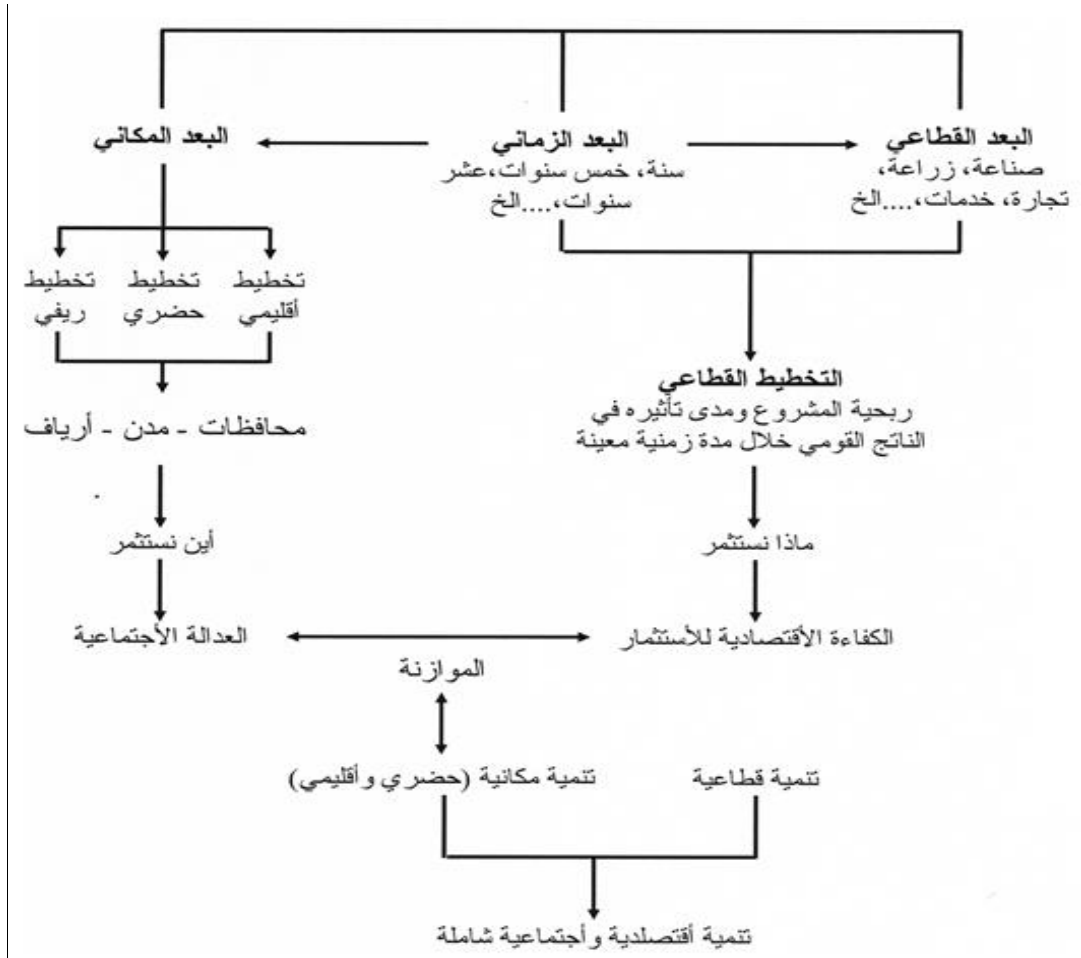 البعد القطاعي
صناعة، زراعة،
تجارة، خدمات،....الخ
البعد الزماني
سنة، خمس سنوات،عشر
سنوات،....الخ
البعد المكاني
تخطيط
أقليمي
تخطيط
حضري
تخطيط
ريفي
محافظات - مدن - أرياف
التخطيط القطاعي
ربحية المشروع ومدى تأثيره في
الناتج القومي خلال مدة زمنية معينة
ماذا نستثمر
أين نستثمر
الكفاءة الأقتصادية للأستثمار
العدالة الأجتماعية
الموازنة
تنمية قطاعية
تنمية مكانية (حضري وأقليمي)
تنمية أقتصلدية وأجتماعية شاملة